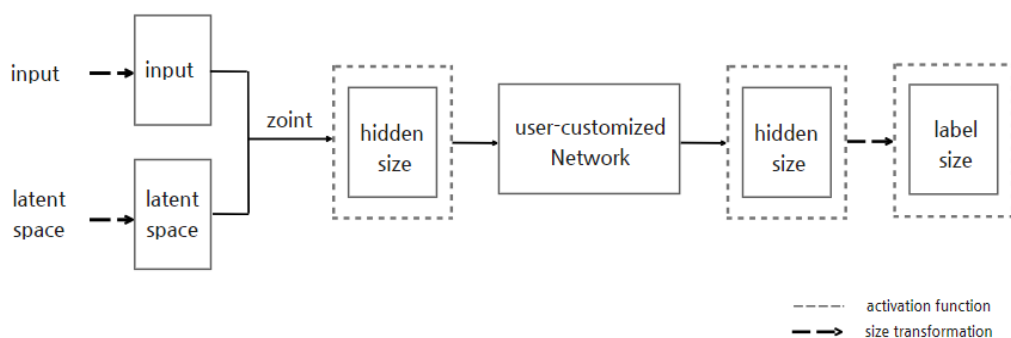 input
input
zoint
latent
space
latent
space
hidden
size
user-customized
Network
hidden
size
label
size
activation function
size transformation